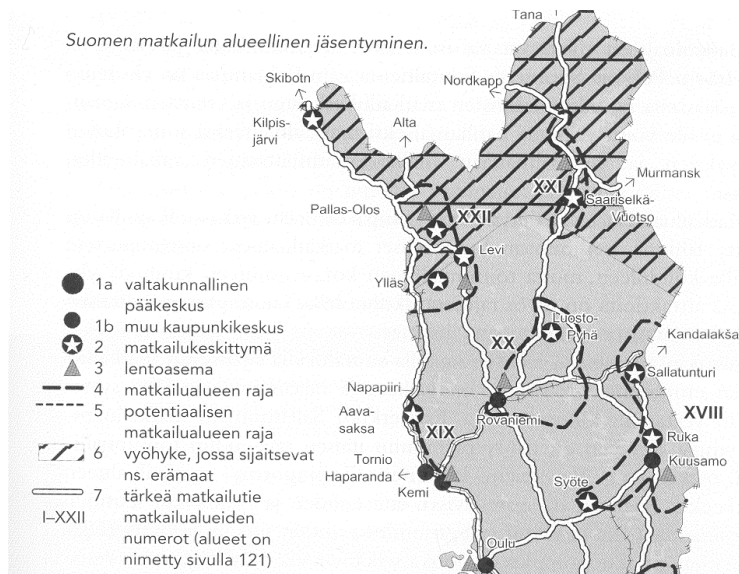 Suomen matkailun alueellinen jäsentyminen.
Tana
Skibotn
Nordkapp
Kilpis-
järvi
Alta
Murmansk
XXI
Saariselkä-
Vuotso
Pallas-Olos
XXII
Levi
Ylläs
1a valtakunnallinen
pääkeskus
1b muu kaupunkikeskus
2 matkailukeskittymä
3 lentoasema
4 matkailualueen raja
5 potentiaalisen
matkailualueen raja
6 vyöhyke, jossa sijaitsevat
ns. erämaat
7 tärkeä matkailutie
I–XXII matkailualueiden
numerot (alueet on
nimetty sivulla 121)
Luosto-
Pyhä
Kandalakša
XX
Sallatunturi
Napapiiri
Rovaniemi
Aava-
saksa
XIX
XVIII
Ruka
Kuusamo
Tornio
Haparanda
Kemi
Syöte
Oulu